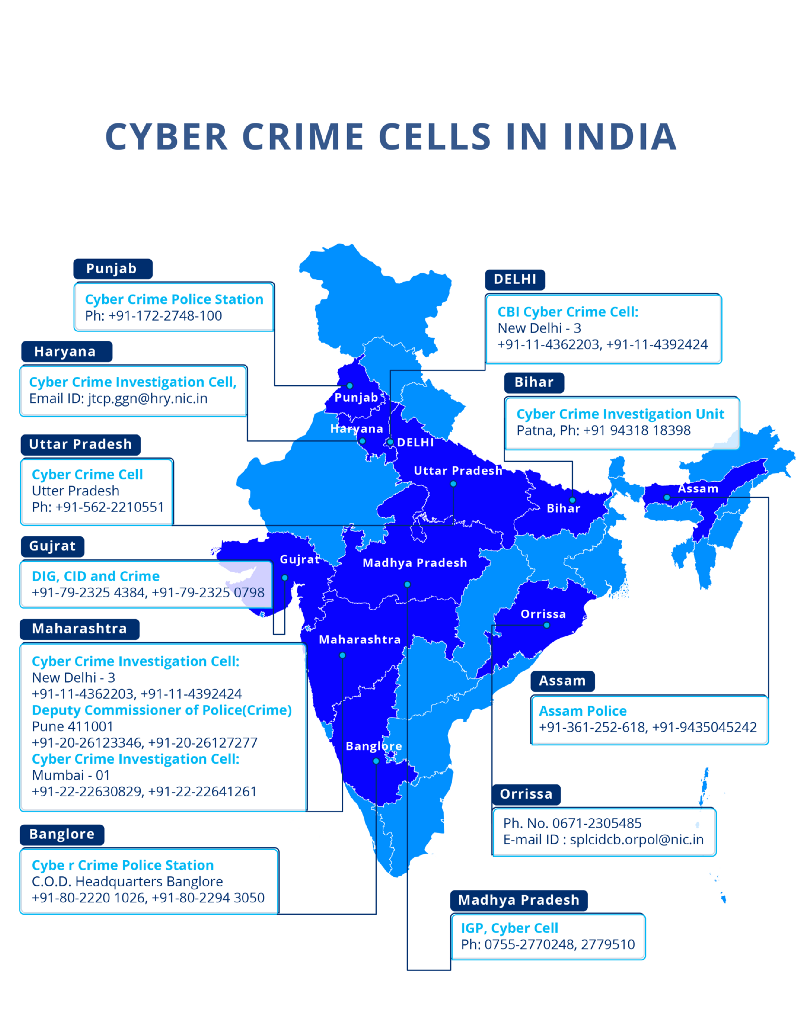 CYBER CRIME CELLS IN INDIA
Punjab
Cyber Crime Police Station
Ph: +91-172-2748-100
Haryana
Cyber Crime Investigation Cell,
Email ID: jtcp.ggn@hry.nic.in
Uttar Pradesh
Cyber Crime Cell
Utter Pradesh
Ph: +91-562-2210551
Gujrat
DIG, CID and Crime
+91-79-2325 4384, +91-79-2325 0798
Maharashtra
Cyber Crime Investigation Cell:
New Delhi - 3
+91-11-4362203, +91-11-4392424
Deputy Commissioner of Police(Crime)
Pune 411001
+91-20-26123346, +91-20-26127277
Cyber Crime Investigation Cell:
Mumbai - 01
+91-22-22630829, +91-22-22641261
Banglore
Cybe r Crime Police Station
C.O.D. Headquarters Banglore
+91-80-2220 1026, +91-80-2294 3050
DELHI
CBI Cyber Crime Cell:
New Delhi - 3
+91-11-4362203, +91-11-4392424
Bihar
Cyber Crime Investigation Unit
Patna, Ph: +91 94318 18398
Punjab
Haryana
DELHI
Uttar Pradesh
Bihar
Assam
Gujrat
Madhya Pradesh
Orrissa
Maharashtra
Banglore
Assam
Assam Police
+91-361-252-618, +91-9435045242
Orrissa
Ph. No. 0671-2305485
E-mail ID : splcidcb.orpol@nic.in
Madhya Pradesh
IGP, Cyber Cell
Ph: 0755-2770248, 2779510